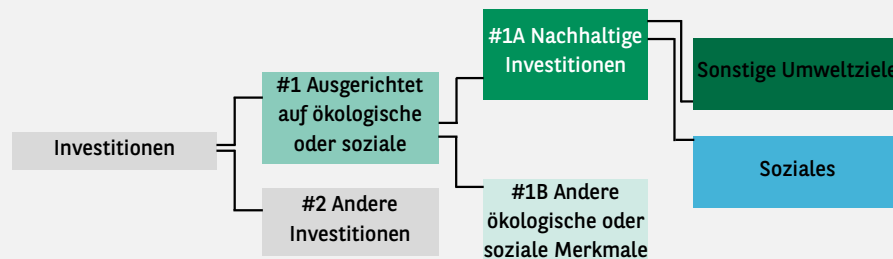 Investitionen
#1 Ausgerichtet
auf ökologische
oder soziale
#2 Andere
Investitionen
#1A Nachhaltige
Investitionen
#1B Andere
ökologische oder
soziale Merkmale
Sonstige Umweltziele
Soziales